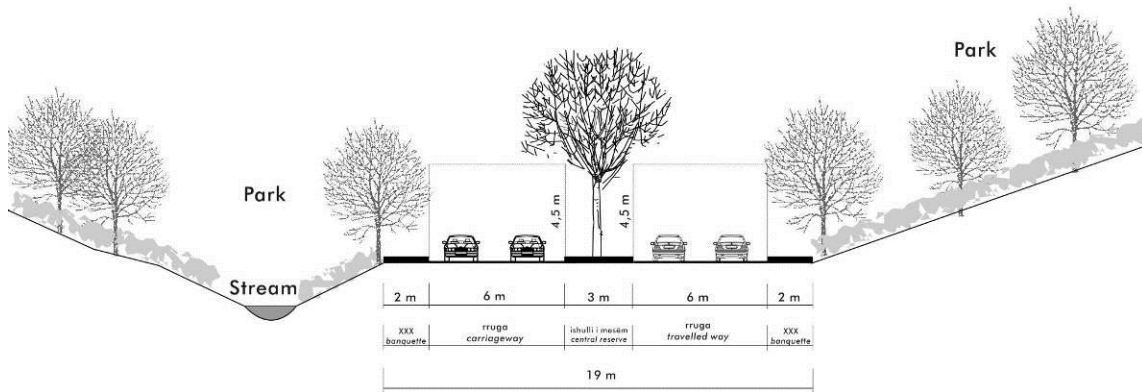 Park
Park
4,5 m
4,5 m
Stream
2 m
6 m
3 m
6 m
2 m
XXX
banquette
rruga
carriageway
ishulli i mesëm
central reserve
rruga
travelled way
XXX
banquette
19 m